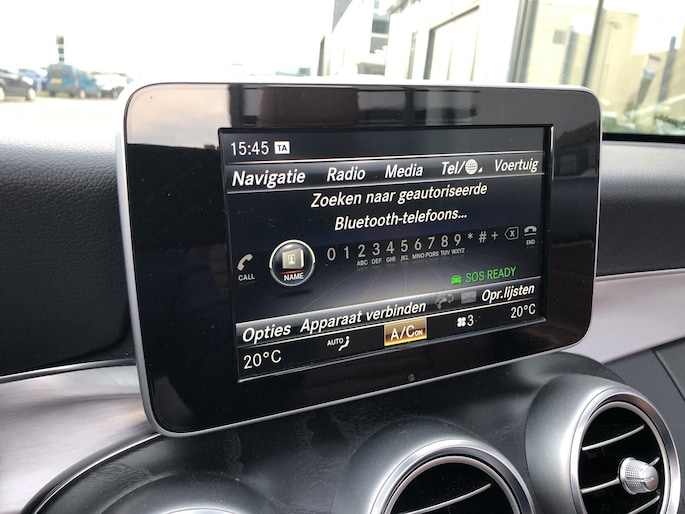 15:45 TA
Navigatie Radio Media Tel/ Voertuig
Zoeken naar geautoriseerde
Bluetooth-telefoons...
0 1 2 3 4 5 6 7 8 9 * # + X
ABC DEF GHI JKL MNO PQRS TUV WXYZ
CALL NAME END
SOS READY
Opties Apparaat verbinden Opr.lijsten
20°C AUTO A/C ON 3 20°C